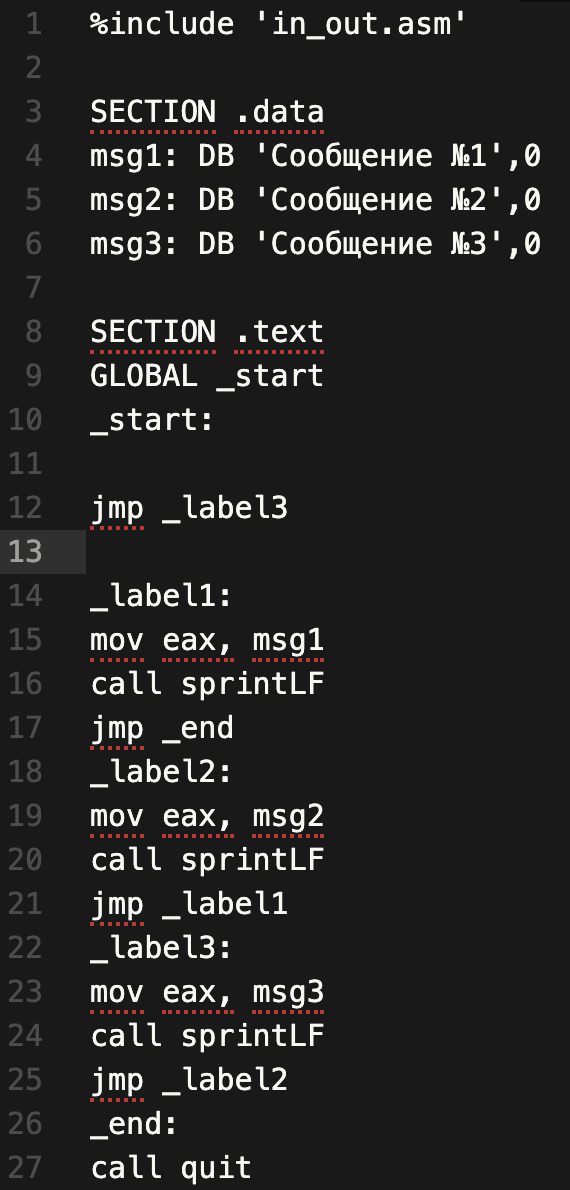 1 %include 'in_out.asm'
2
3 SECTION .data
4 msg1: DB 'Сообщение №1',0
5 msg2: DB 'Сообщение №2',0
6 msg3: DB 'Сообщение №3',0
7
8 SECTION .text
9 GLOBAL _start
10 _start:
11
12 jmp _label3
13
14 _label1:
15 mov eax, msg1
16 call sprintLF
17 jmp _end
18 _label2:
19 mov eax, msg2
20 call sprintLF
21 jmp _label1
22 _label3:
23 mov eax, msg3
24 call sprintLF
25 jmp _label2
26 _end:
27 call quit